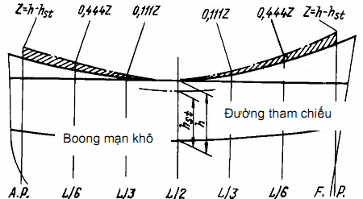 Z=h-hst 0,444Z 0,111Z 0,111Z 0,444Z Z=h-hst
Đường tham chiếu
Boong mạn khô
hst h
A.P. L/6 L/3 L/2 L/3 L/6 F.P.